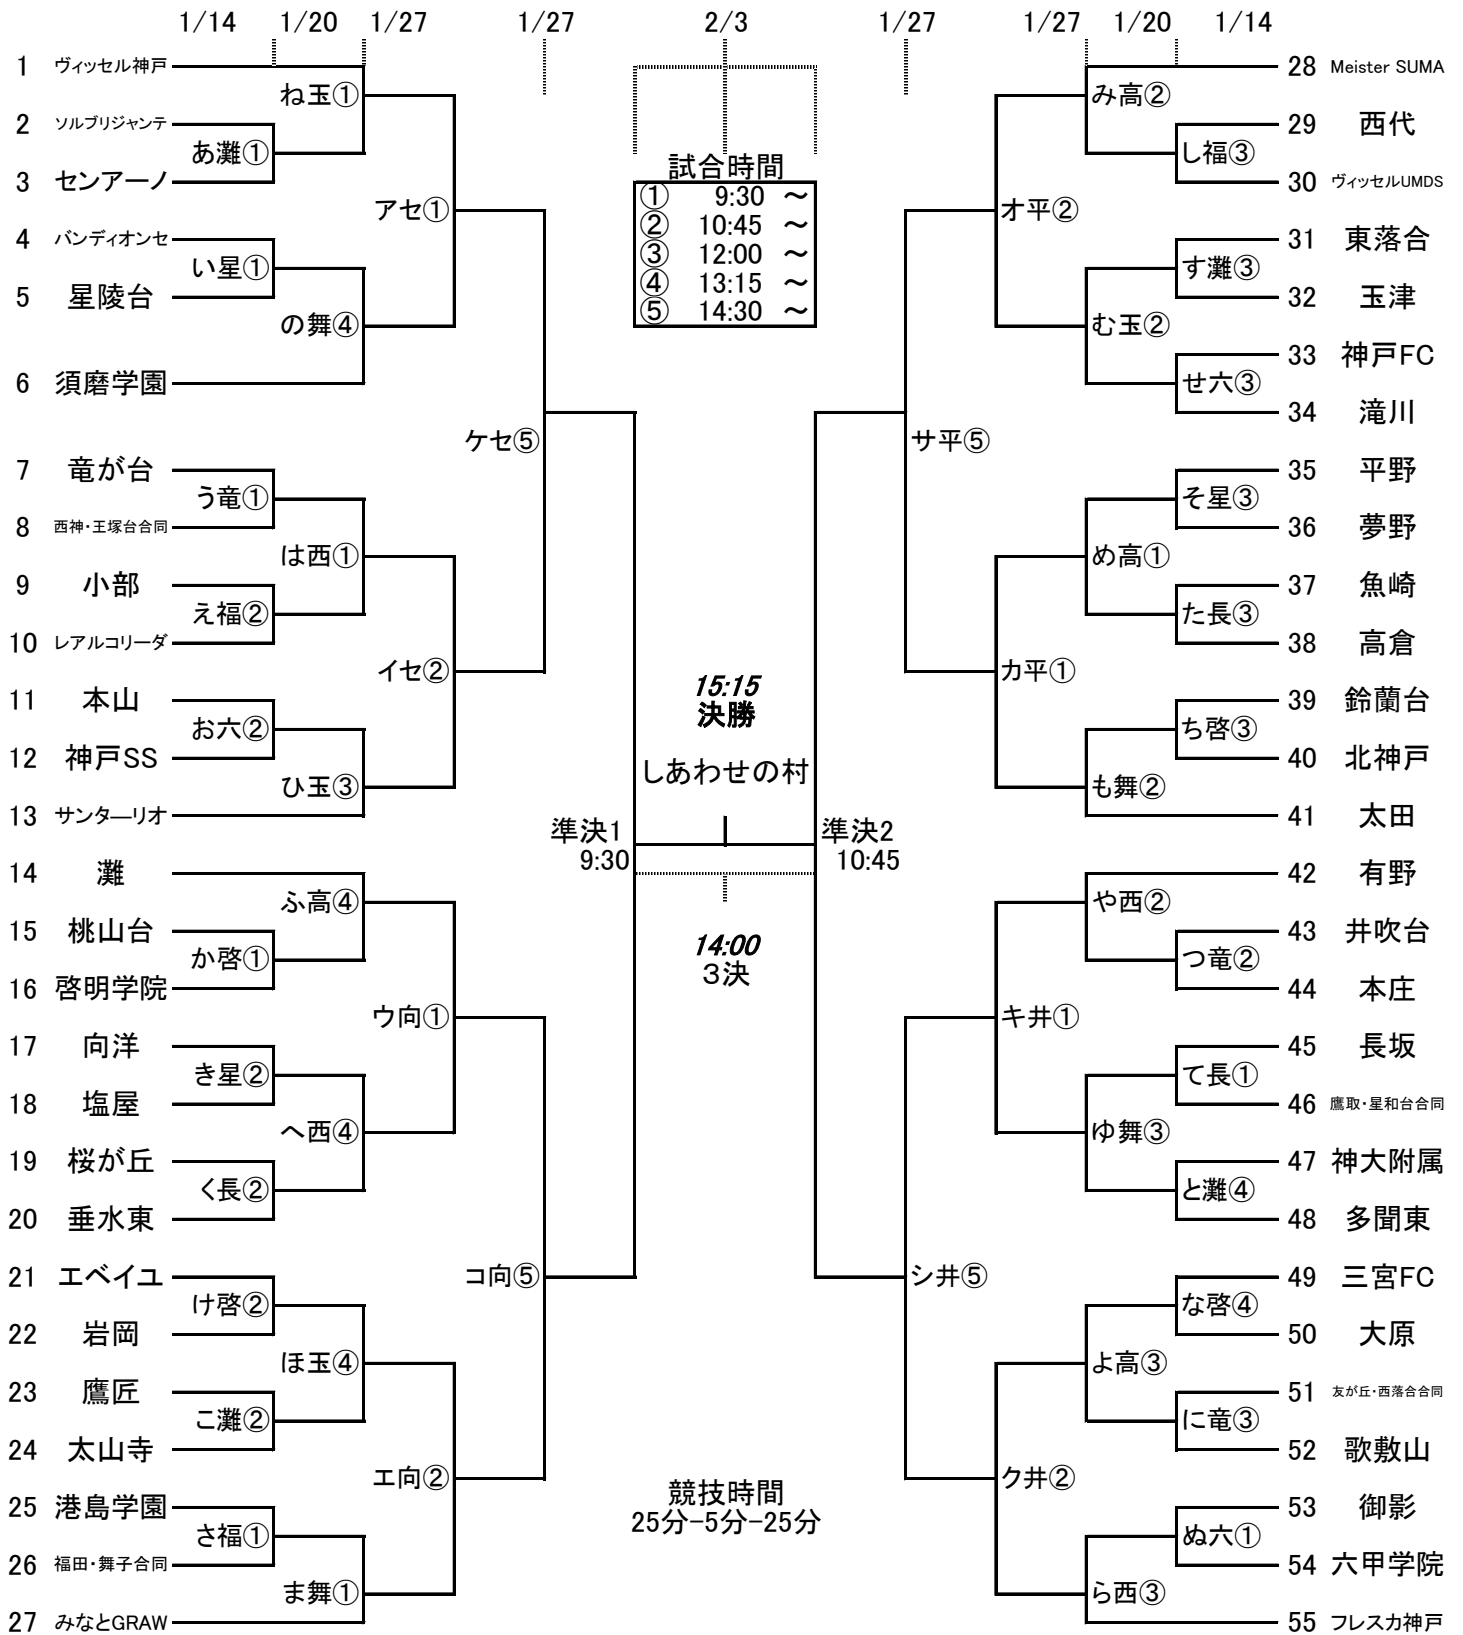 1/14 1/20 1/27 1/27 2/3 1/27 1/27 1/20 1/14
1 ヴィッセル神戸
2 ソルブリジャンテ
3 センアーノ
4 バンディオンセ
5 星陵台
6 須磨学園
7 竜が台
8 西神・王塚台合同
9 小部
10 レアルコリーダ
11 本山
12 神戸SS
13 サンターリオ
14 灘
15 桃山台
16 啓明学院
17 向洋
18 塩屋
19 桜が丘
20 垂水東
21 エベイユ
22 岩岡
23 鷹匠
24 太山寺
25 港島学園
26 福田・舞子合同
27 みなとGRAW
あ灘①
い星①
う竜①
え福②
お六②
か啓①
き星②
く長②
け啓②
こ灘②
さ福①
ね玉①
の舞④
は西①
ひ玉③
ふ高④
へ西④
ほ玉④
ま舞①
アセ①
イセ②
ウ向①
エ向②
ケセ⑤
コ向⑤
試合時間
① 9:30 ～
② 10:45 ～
③ 12:00 ～
④ 13:15 ～
⑤ 14:30 ～
15:15
決勝
しあわせの村
準決1
9:30
準決2
10:45
14:00
3決
競技時間
25分−5分−25分
サ平⑤
シ井⑤
オ平②
カ平①
キ井①
ク井②
み高②
む玉②
め高①
も舞②
や西②
ゆ舞③
よ高③
ら西③
し福③
す灘③
せ六③
そ星③
た長③
ち啓③
つ竜②
て長①
と灘④
な啓④
に竜③
ぬ六①
28 Meister SUMA
29 西代
30 ヴィッセルUMDS
31 東落合
32 玉津
33 神戸FC
34 滝川
35 平野
36 夢野
37 魚崎
38 高倉
39 鈴蘭台
40 北神戸
41 太田
42 有野
43 井吹台
44 本庄
45 長坂
46 鷹取・星和台合同
47 神大附属
48 多聞東
49 三宮FC
50 大原
51 友が丘・西落合合同
52 歌敷山
53 御影
54 六甲学院
55 フレスカ神戸